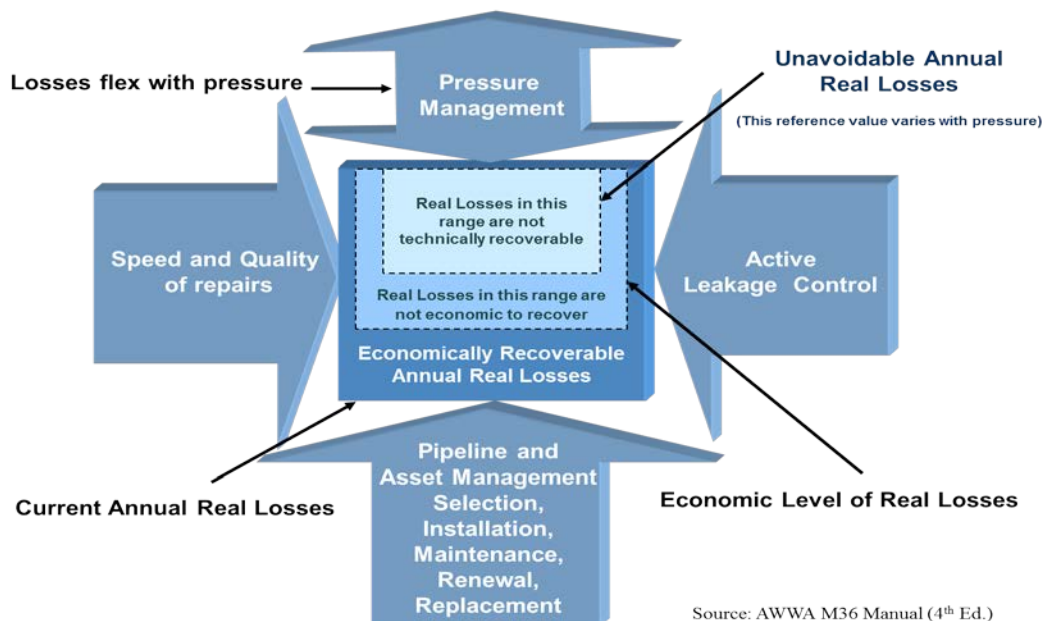 Losses flex with pressure
Pressure
Management
Unavoidable Annual
Real Losses
(This reference value varies with pressure)
Speed and Quality
of repairs
Real Losses in this
range are not
technically recoverable
Real Losses in this range are
not economic to recover
Economically Recoverable
Annual Real Losses
Active
Leakage Control
Current Annual Real Losses
Pipeline and
Asset Management
Selection,
Installation,
Maintenance,
Renewal,
Replacement
Economic Level of Real Losses
Source: AWWA M36 Manual (4th Ed.)